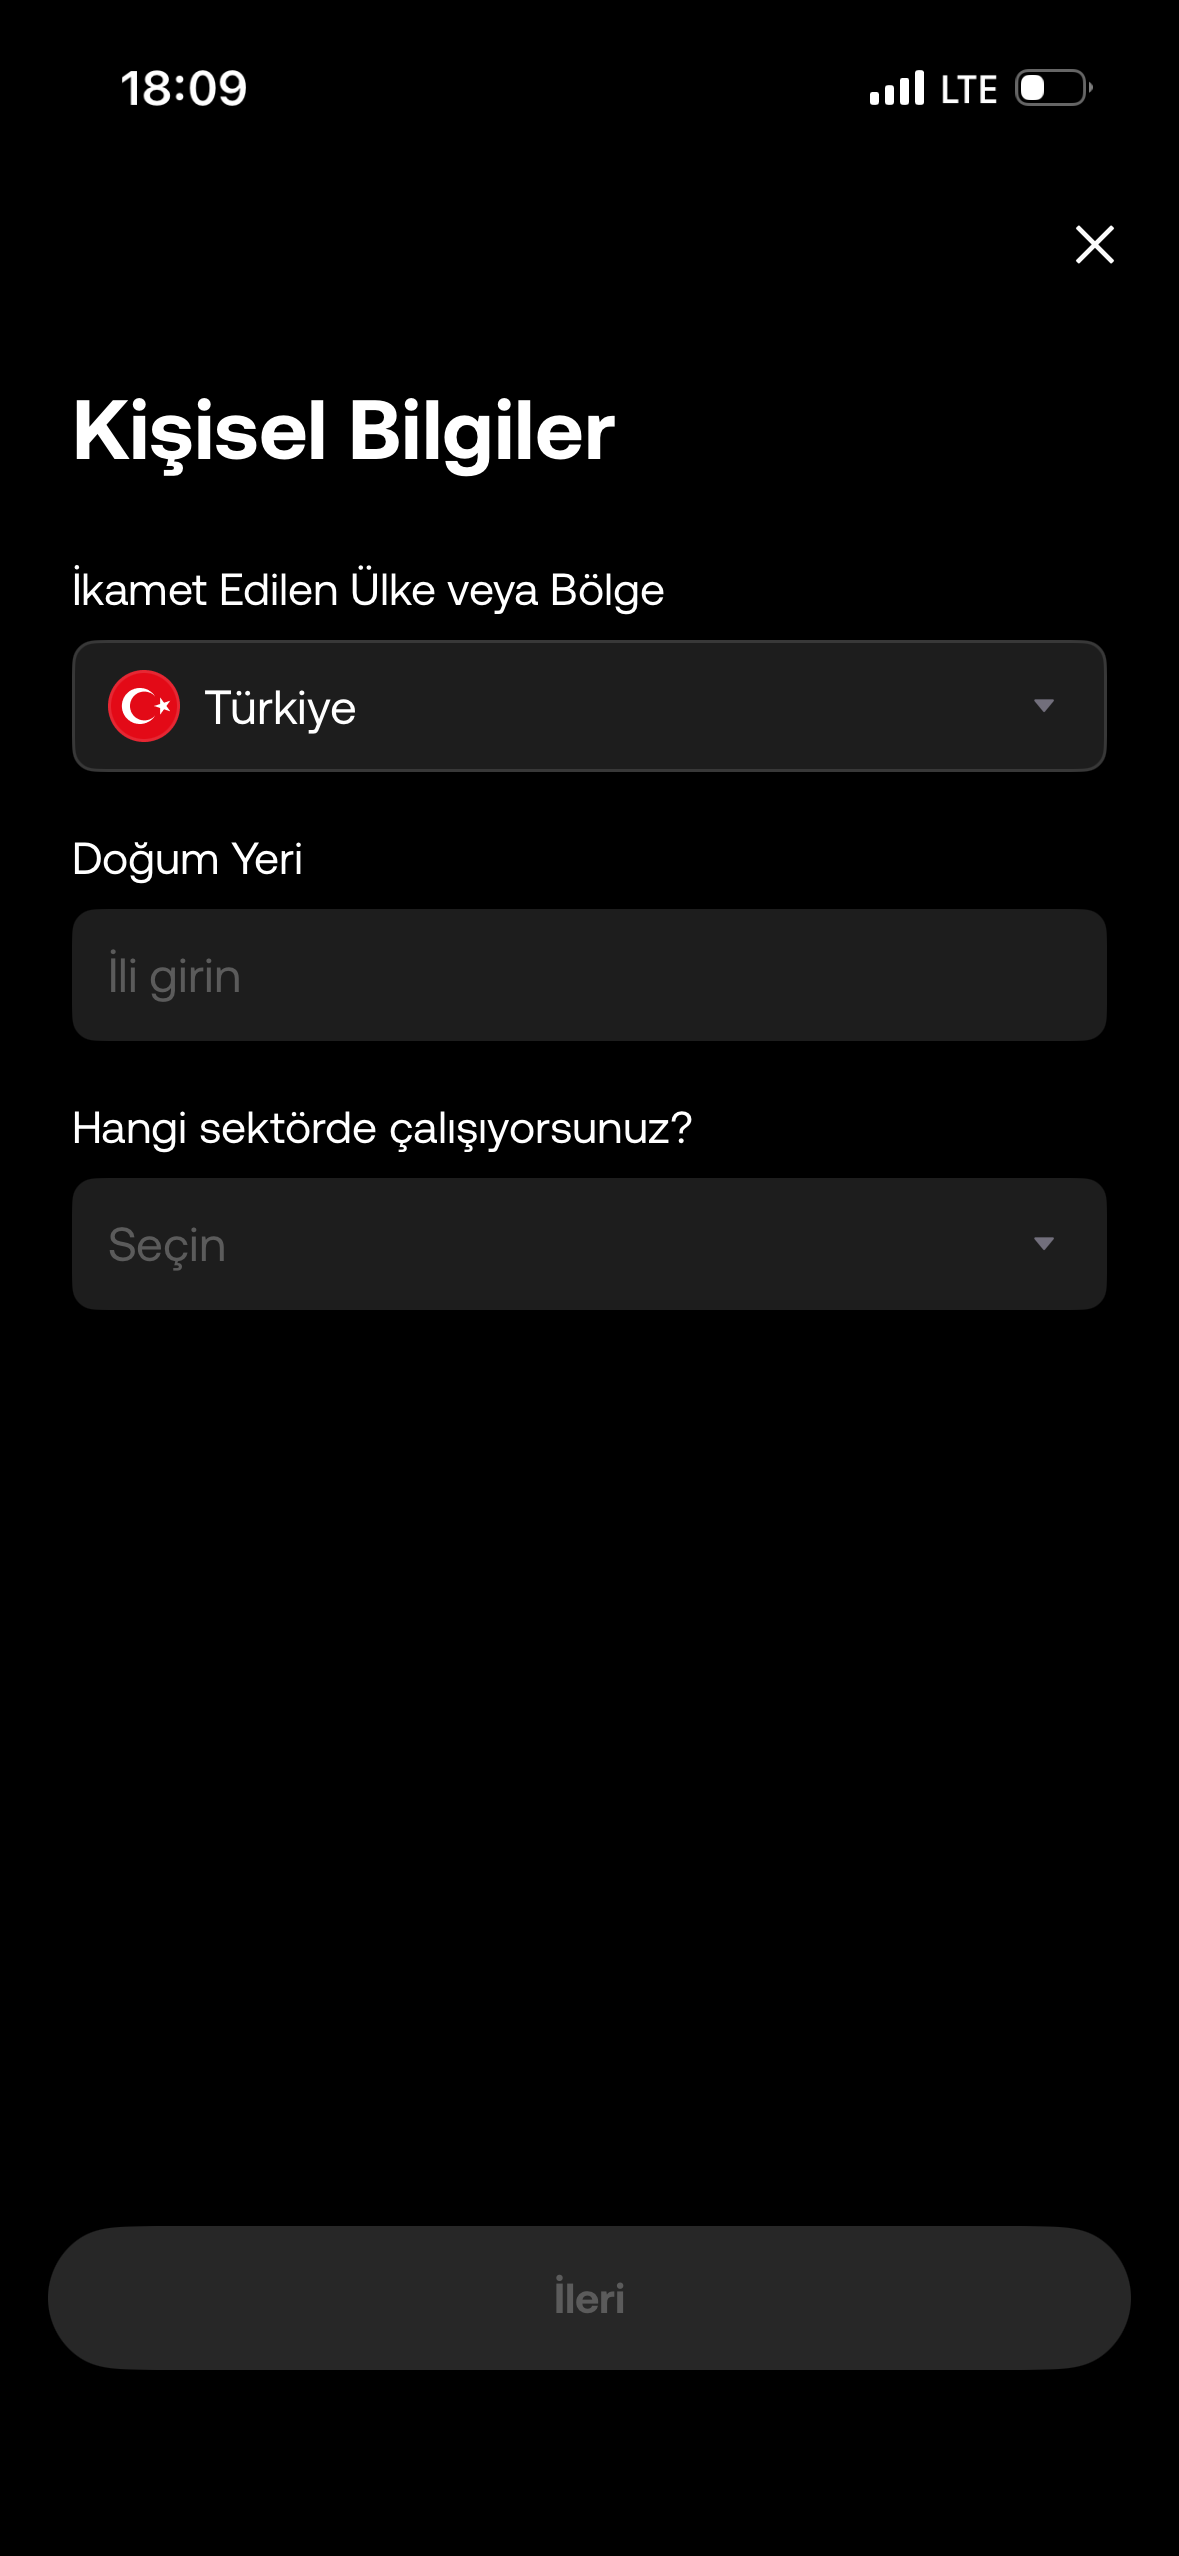 18:09
LTE
Kişisel Bilgiler
İkamet Edilen Ülke veya Bölge
Türkiye
Doğum Yeri
İli girin
Hangi sektörde çalışıyorsunuz?
Seçin
İleri